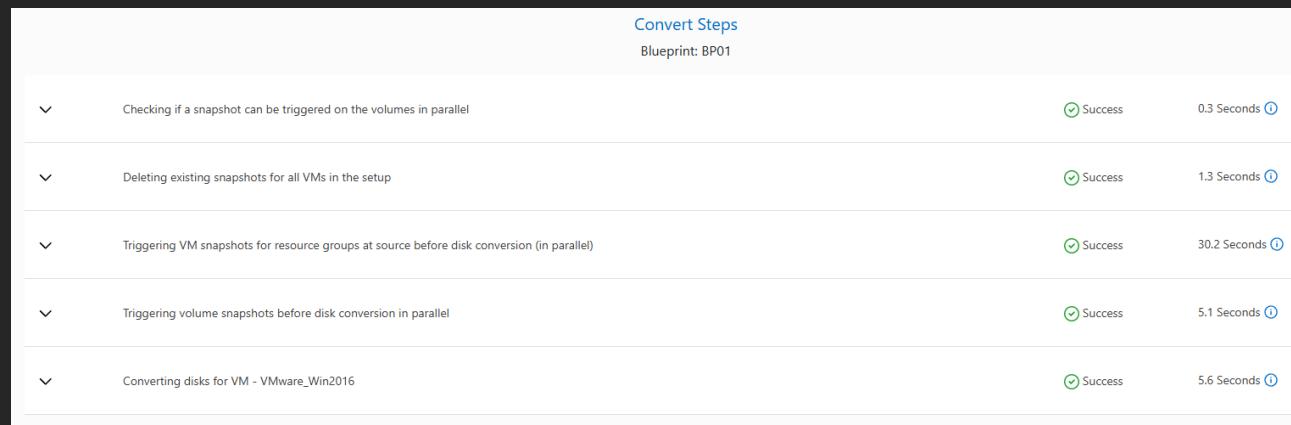 Convert Steps
Blueprint: BP01
Checking if a snapshot can be triggered on the volumes in parallel Success 0.3 Seconds
Deleting existing snapshots for all VMs in the setup Success 1.3 Seconds
Triggering VM snapshots for resource groups at source before disk conversion (in parallel) Success 30.2 Seconds
Triggering volume snapshots before disk conversion in parallel Success 5.1 Seconds
Converting disks for VM - VMware_Win2016 Success 5.6 Seconds